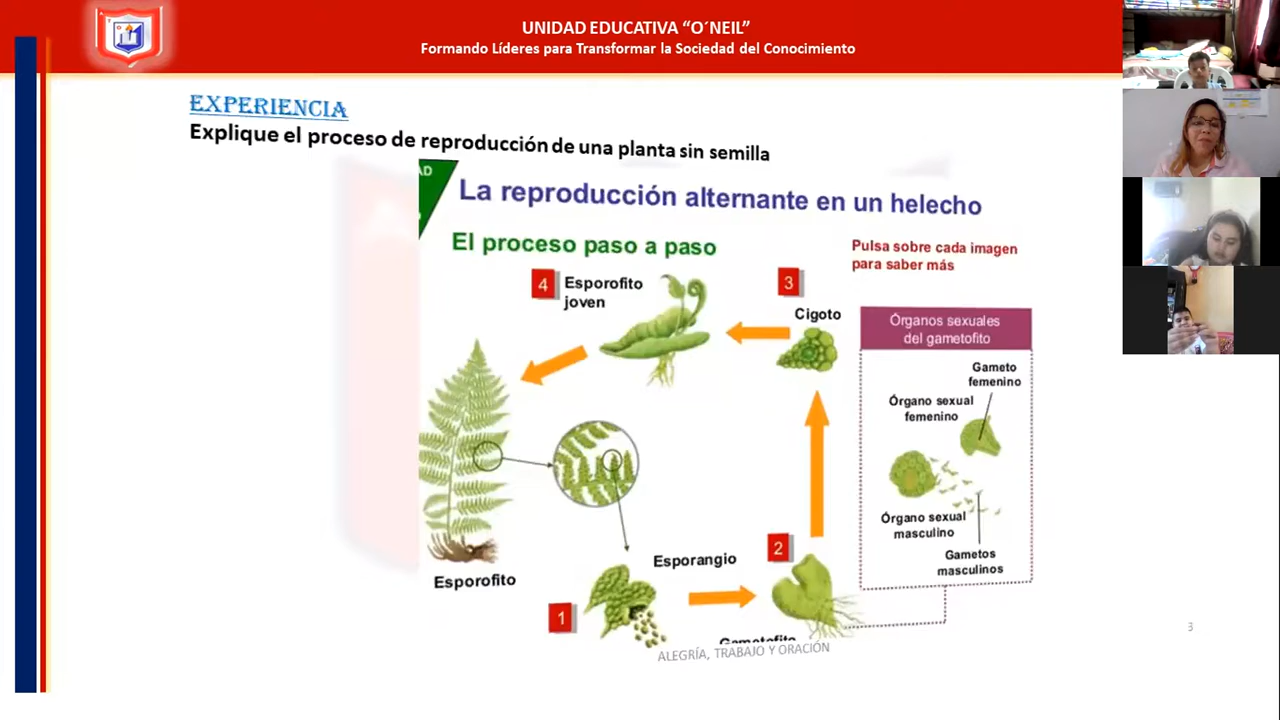 UNIDAD EDUCATIVA “O´NEIL”
Formando Líderes para Transformar la Sociedad del Conocimiento
EXPERIENCIA
Explique el proceso de reproducción de una planta sin semilla
AD
La reproducción alternante en un helecho
El proceso paso a paso
Pulsa sobre cada imagen
para saber más
4
Esporofito
joven
3
Cigoto
Órganos sexuales
del gametofito
Gameto
femenino
Órgano sexual
femenino
Órgano sexual
masculino
Gametos
masculinos
Esporofito
Esporangio
2
1
Gametofito
ALEGRÍA, TRABAJO Y ORACIÓN
3